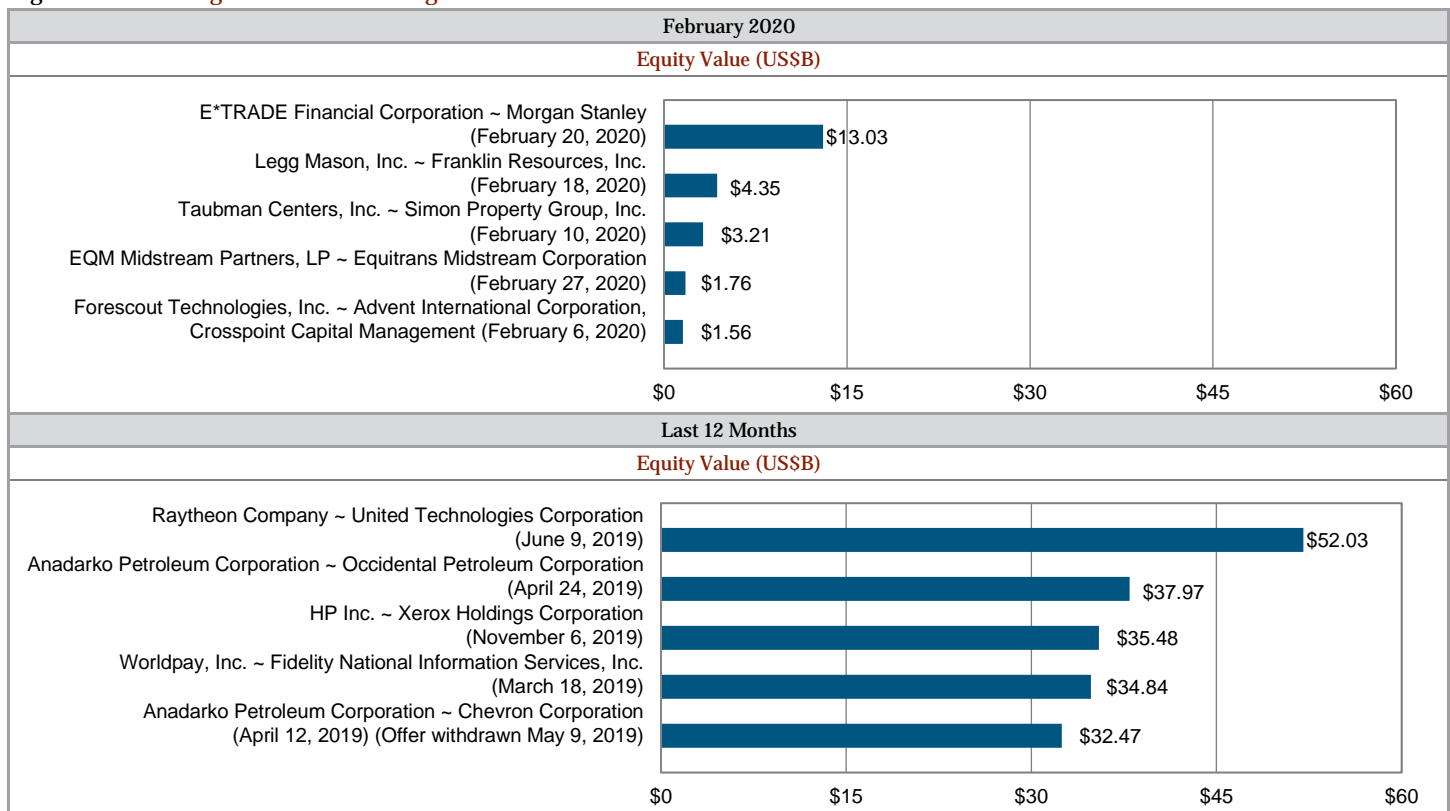 February 2020
Equity Value (US$B)
E*TRADE Financial Corporation ~ Morgan Stanley
(February 20, 2020)
$13.03
Legg Mason, Inc. ~ Franklin Resources, Inc.
(February 18, 2020)
$4.35
Taubman Centers, Inc. ~ Simon Property Group, Inc.
(February 10, 2020)
$3.21
EQM Midstream Partners, LP ~ Equitrans Midstream Corporation
(February 27, 2020)
$1.76
Forescout Technologies, Inc. ~ Advent International Corporation,
Crosspoint Capital Management (February 6, 2020)
$1.56
$0 $15 $30 $45 $60
Last 12 Months
Equity Value (US$B)
Raytheon Company ~ United Technologies Corporation
(June 9, 2019)
$52.03
Anadarko Petroleum Corporation ~ Occidental Petroleum Corporation
(April 24, 2019)
$37.97
HP Inc. ~ Xerox Holdings Corporation
(November 6, 2019)
$35.48
Worldpay, Inc. ~ Fidelity National Information Services, Inc.
(March 18, 2019)
$34.84
Anadarko Petroleum Corporation ~ Chevron Corporation
(April 12, 2019) (Offer withdrawn May 9, 2019)
$32.47
$0 $15 $30 $45 $60